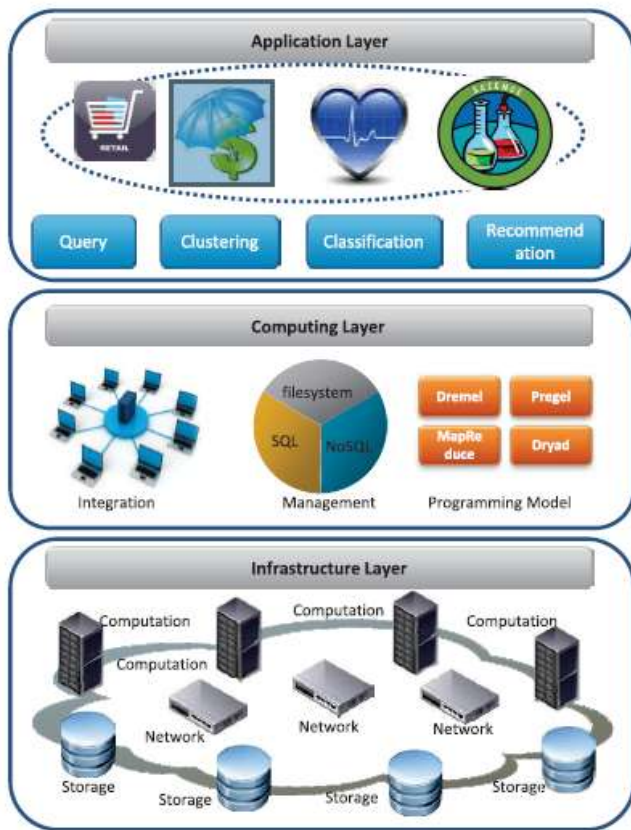 Application Layer
RETAIL
SCIENCE
Query
Clustering
Classification
Recommend
ation
Computing Layer
filesystem
SQL
NoSQL
Dremel
Pregel
MapRe
duce
Dryad
Integration
Management
Programming Model
Infrastructure Layer
Computation
Computation
Computation
Computation
Network
Network
Network
Storage
Storage
Storage
Storage